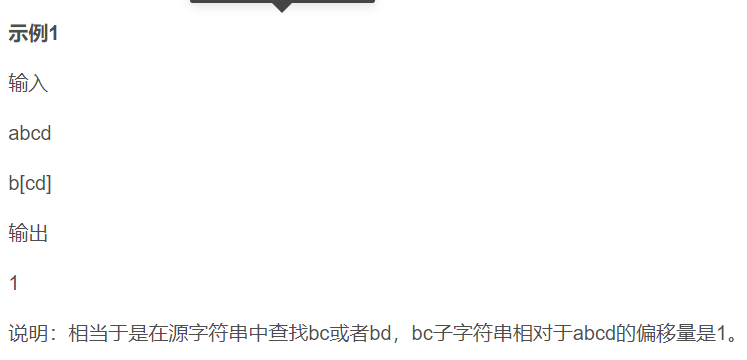 示例1
输入
abcd
b[cd]
输出
1
说明：相当于是在源字符串中查找bc或者bd，bc子字符串相对于abcd的偏移量是1。